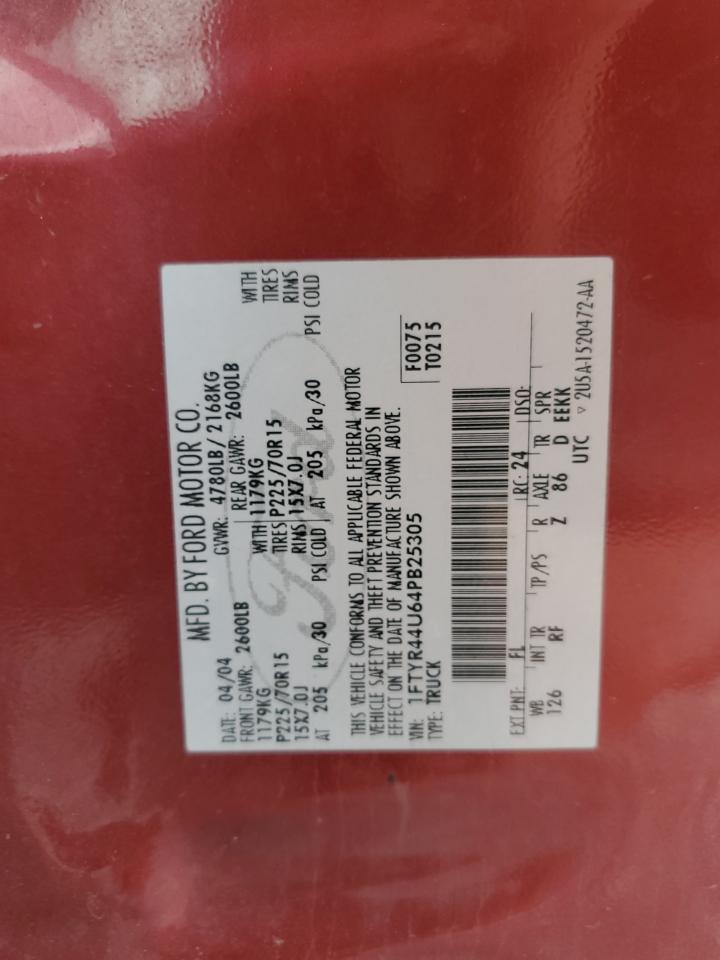 MFD. BY FORD MOTOR CO.
DATE: 04/04 GVWR: 4780LB/ 2168KG
FRONT GAWR: 2600LB REAR GAWR: 2600LB
1179KG WITH 1179KG WITH
P225/70R15 TIRES P225/70R15 TIRES
15X7.0J RIMS 15X7.0J RIMS
AT 205 kPa/30 PSI COLD AT 205 kPa/30 PSI COLD
Ford
THIS VEHICLE CONFORMS TO ALL APPLICABLE FEDERAL MOTOR
VEHICLE SAFETY AND THEFT PREVENTION STANDARDS IN
EFFECT ON THE DATE OF MANUFACTURE SHOWN ABOVE.
VIN: 1FTYR44U64PB25305 F0075
TYPE: TRUCK T0215
EXT PNT: FL RC: 24 DSO:
WB INT TR TP/PS R AXLE TR SPR
126 RF Z 86 D EEKK
UTC ▽ 2U5A-1520472-AA